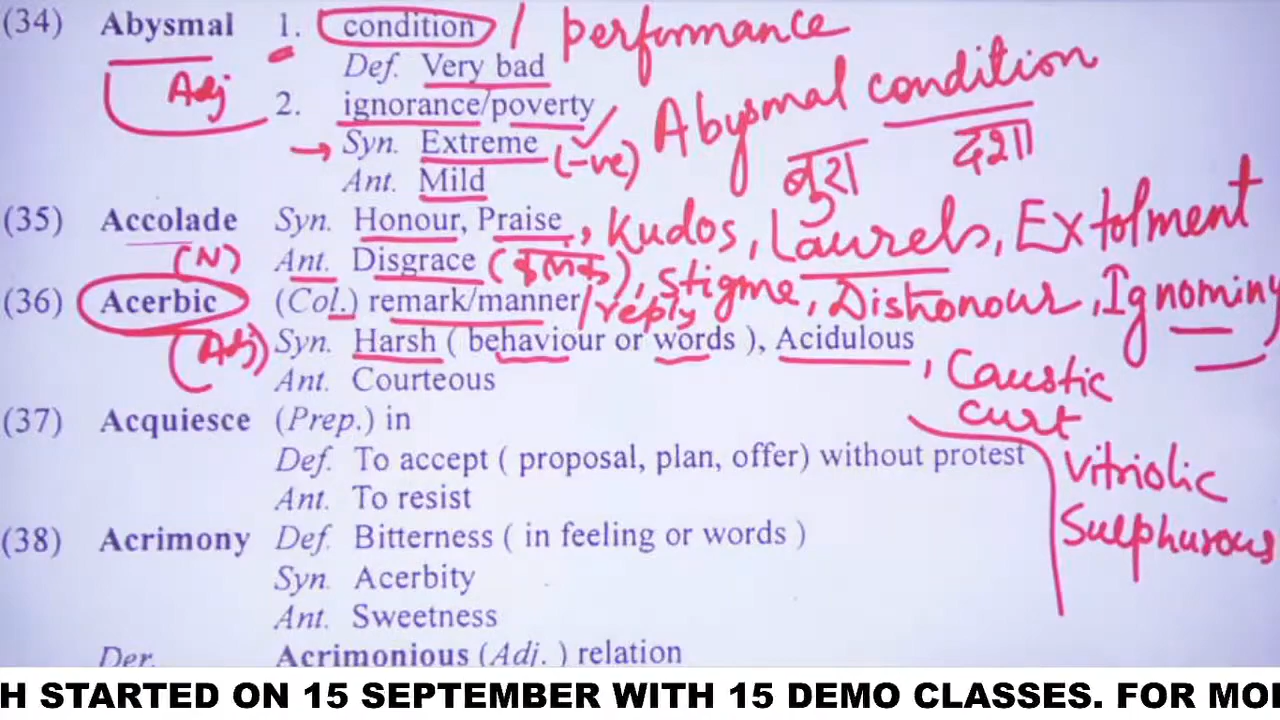 (34) Abysmal 1. condition / performance
Adj Def. Very bad
2. ignorance/poverty Abysmal condition
Syn. Extreme (-ve) बुरा दशा
Ant. Mild
(35) Accolade Syn. Honour, Praise, Kudos, Laurels, Extolment
(N) Ant. Disgrace (कलंक), Stigme, Dishonour, Ignominy
(36) Acerbic (Col.) remark/manner/reply
(Adj) Syn. Harsh ( behaviour or words ), Acidulous, Caustic
Ant. Courteous curt
(37) Acquiesce (Prep.) in
Def. To accept ( proposal, plan, offer) without protest Vitriolic
Ant. To resist Sulphurous
(38) Acrimony Def. Bitterness ( in feeling or words )
Syn. Acerbity
Ant. Sweetness
Der. Acrimonious (Adj. ) relation
H STARTED ON 15 SEPTEMBER WITH 15 DEMO CLASSES. FOR MO